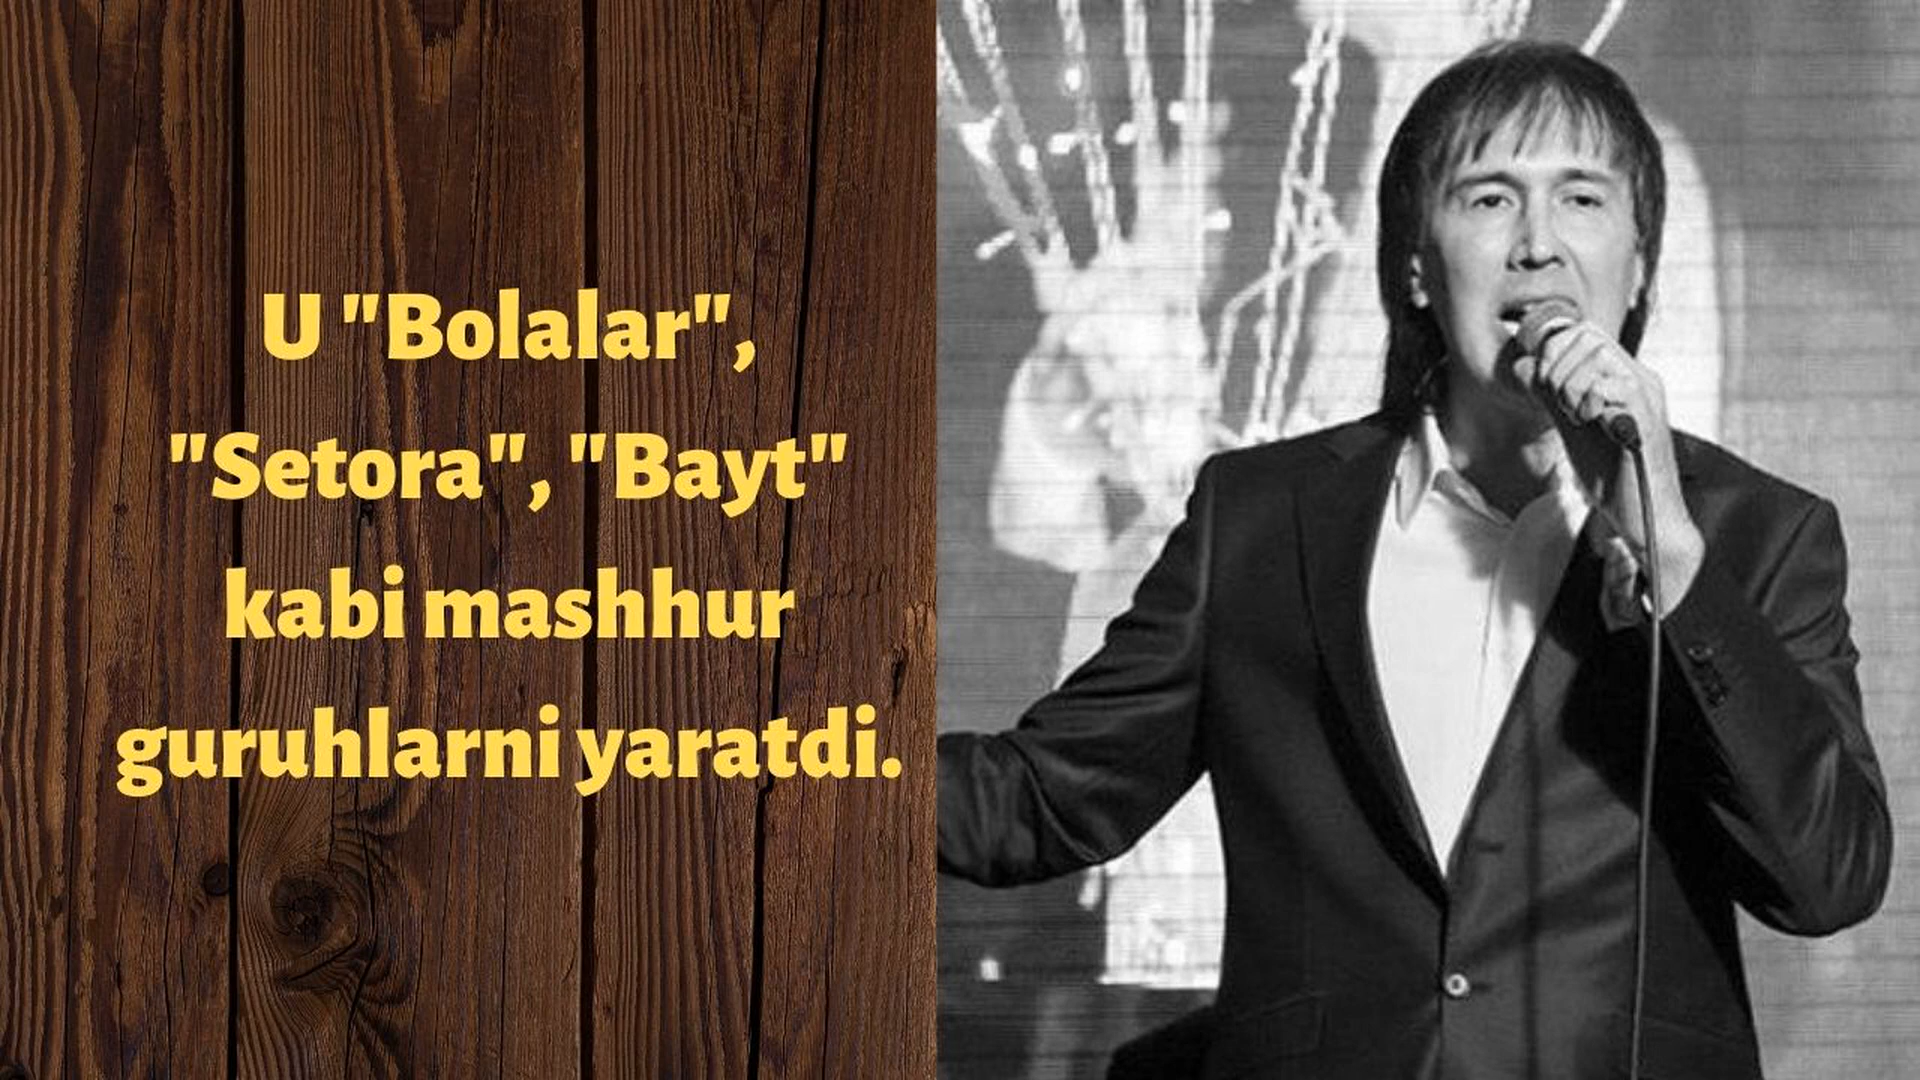 U "Bolalar",
"Setora", "Bayt"
kabi mashhur
guruhlarni yaratdi.